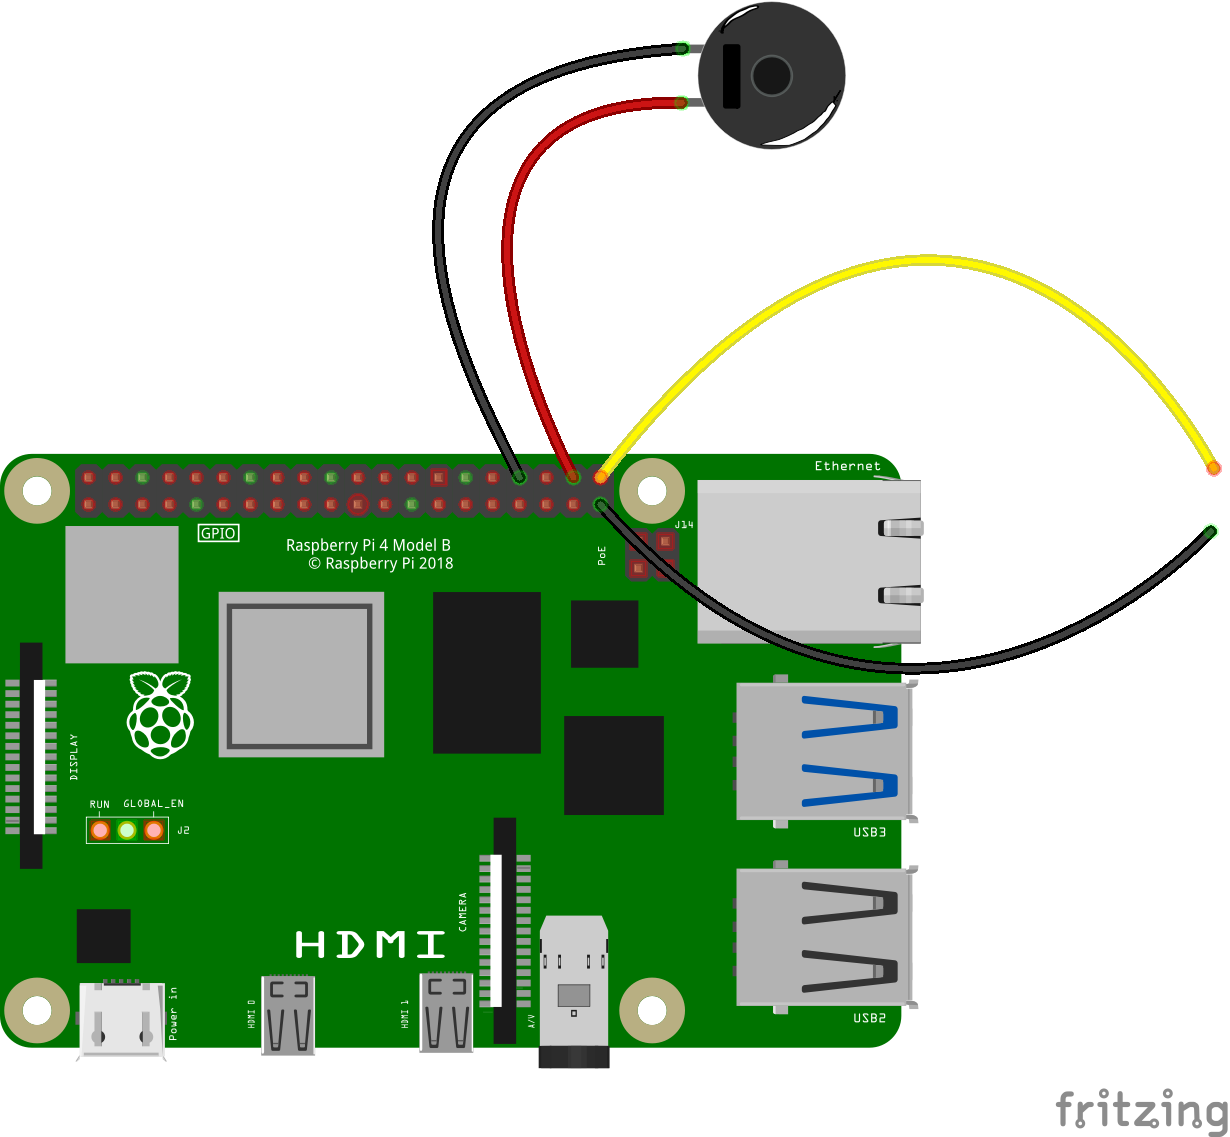 Ethernet
J14
GPIO
PoE
Raspberry Pi 4 Model B
© Raspberry Pi 2018
DISPLAY
RUN
GLOBAL_EN
J2
USB3
CAMERA
HDMI
Power in
HDMI 0
HDMI 1
A/V
USB2
fritzing